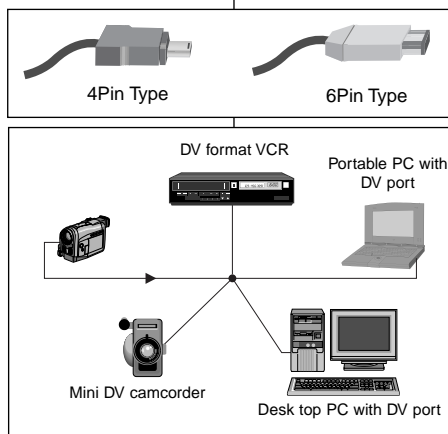 4Pin Type
6Pin Type
DV format VCR
Portable PC with
DV port
Mini DV camcorder
Desk top PC with DV port